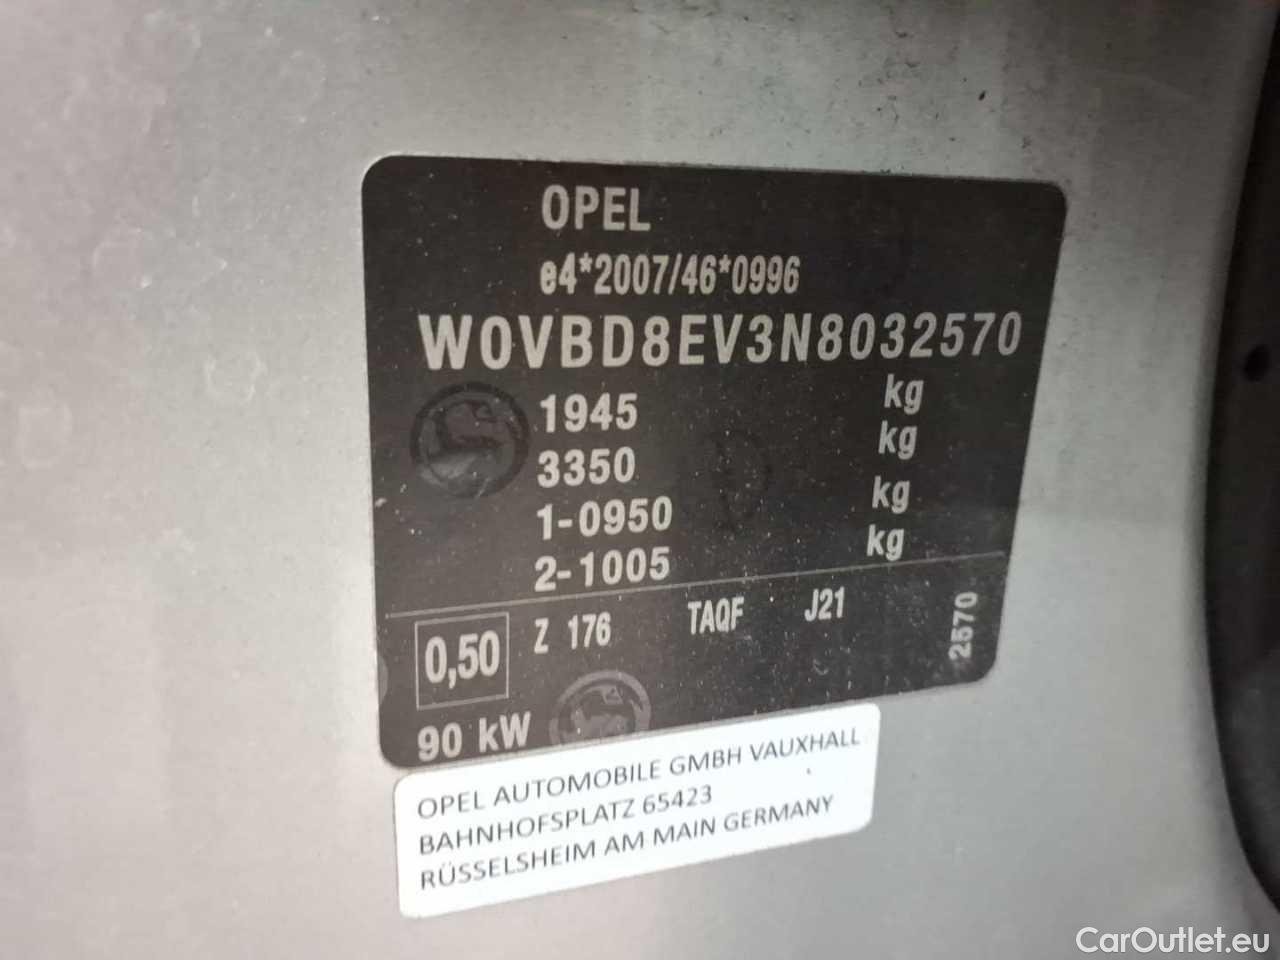 OPEL
e4*2007/46*0996
W0VBD8EV3N8032570
1945 kg
3350 kg
1-0950 kg
2-1005 kg
0,50 Z 176 TAQF J21 2570
90 kW
OPEL AUTOMOBILE GMBH VAUXHALL
BAHNHOFSPLATZ 65423
RÜSSELSHEIM AM MAIN GERMANY
CarOutlet.eu